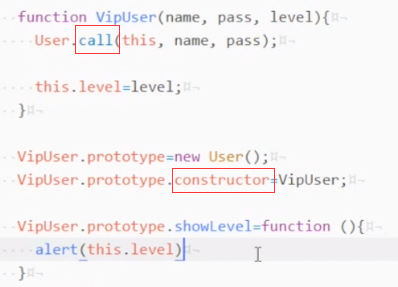 function VipUser(name, pass, level){
User.call(this, name, pass);
this.level=level;
}
VipUser.prototype=new User();
VipUser.prototype.constructor=VipUser;
VipUser.prototype.showLevel=function (){
alert(this.level)
}